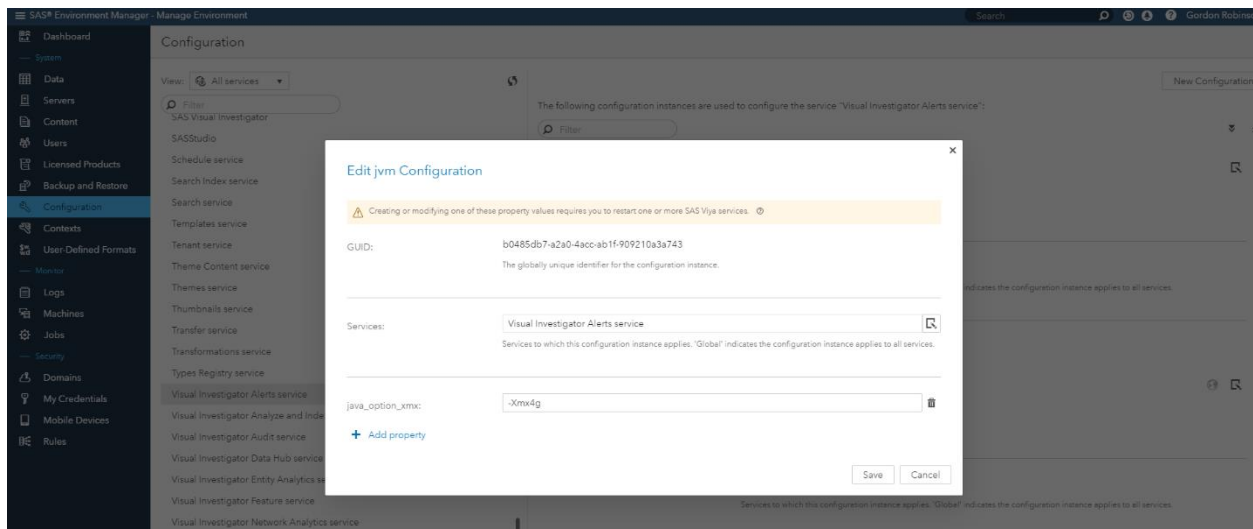 SAS® Environment Manager - Manage Environment
Search
Gordon Robins
Dashboard
System
Data
Servers
Content
Users
Licensed Products
Backup and Restore
Configuration
Contexts
User-Defined Formats
Monitor
Logs
Machines
Jobs
Security
Domains
My Credentials
Mobile Devices
Rules
Configuration
View: All services
Filter
SAS Visual Investigator
SASStudio
Schedule service
Search Index service
Search service
Templates service
Tenant service
Theme Content service
Themes service
Thumbnails service
Transfer service
Transformations service
Types Registry service
Visual Investigator Alerts service
Visual Investigator Analyze and Inde
Visual Investigator Audit service
Visual Investigator Data Hub service
Visual Investigator Entity Analytics se
Visual Investigator Feature service
Visual Investigator Network Analytics service
New Configuration
The following configuration instances are used to configure the service "Visual Investigator Alerts service":
Filter
indicates the configuration instance applies to all services.
Services to which this configuration instance applies. 'Global' indicates the configuration instance applies to all services.
Edit jvm Configuration
Creating or modifying one of these property values requires you to restart one or more SAS Viya services.
GUID: b0485db7-a2a0-4acc-ab1f-909210a3a743
The globally unique identifier for the configuration instance.
Services: Visual Investigator Alerts service
Services to which this configuration instance applies. 'Global' indicates the configuration instance applies to all services.
java_option_xmx: -Xmx4g
+ Add property
Save Cancel